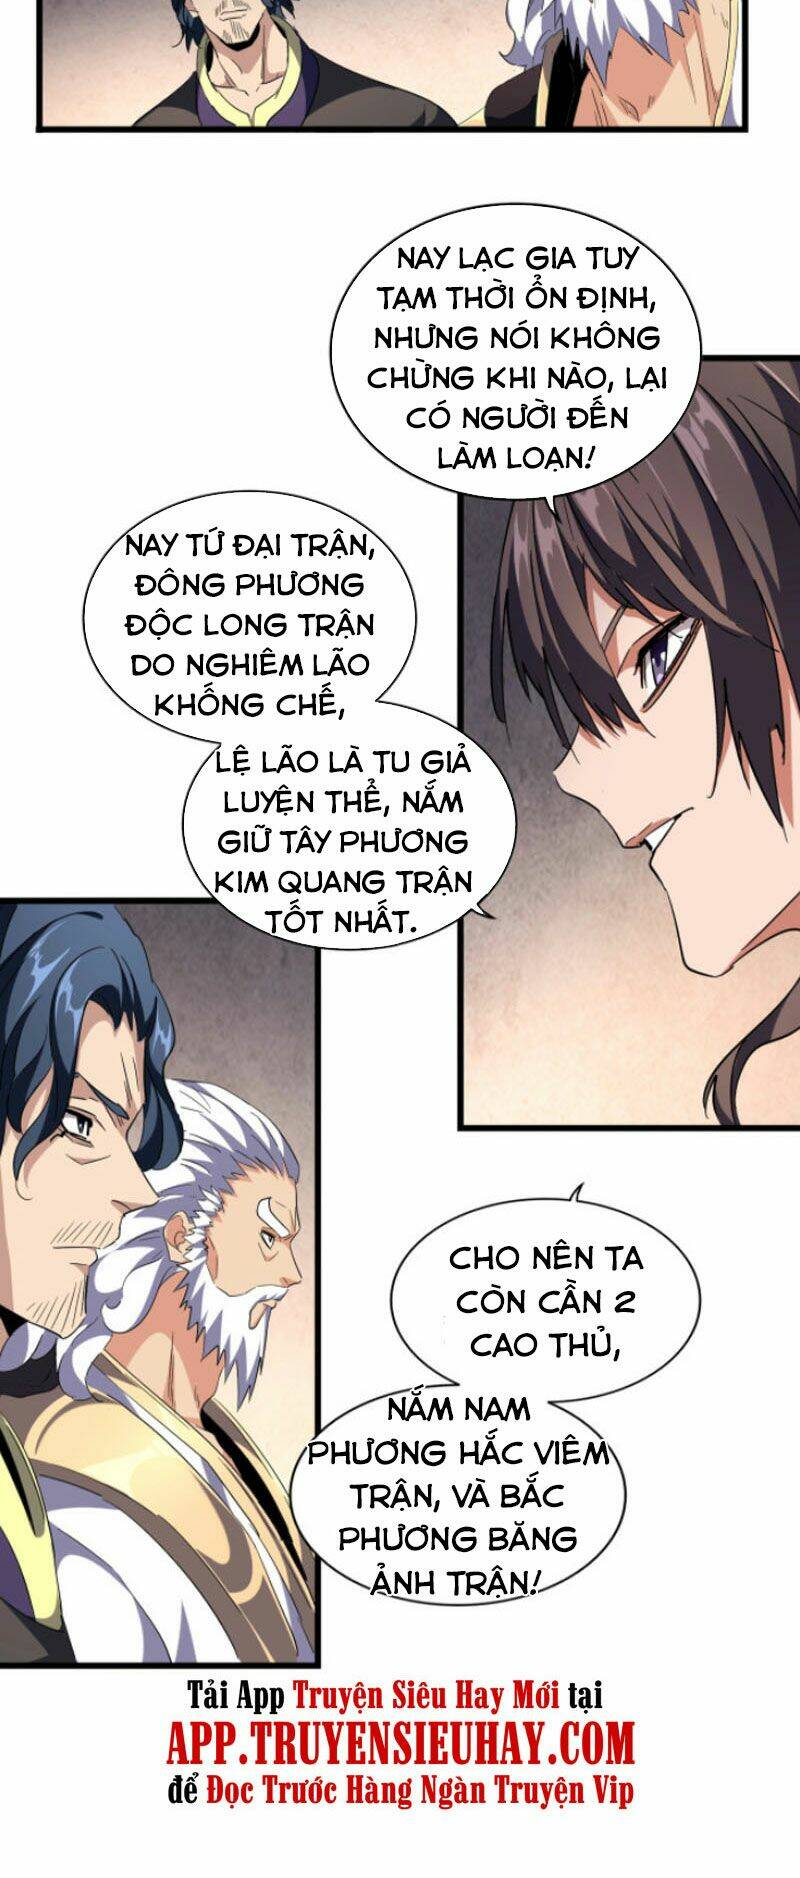 NAY LẠC GIA TUY
TẠM THỜI ỔN ĐỊNH,
NHƯNG NÓI KHÔNG
CHỪNG KHI NÀO, LẠI
CÓ NGƯỜI ĐẾN
LÀM LOẠN!
NAY TỨ ĐẠI TRẬN,
ĐÔNG PHƯƠNG
ĐỘC LONG TRẬN
DO NGHIÊM LÃO
KHỐNG CHẾ,
LỆ LÃO LÀ TU GIẢ
LUYỆN THỂ, NẮM
GIỮ TÂY PHƯƠNG
KIM QUANG TRẬN
TỐT NHẤT.
CHO NÊN TA
CÒN CẦN 2
CAO THỦ,
NẮM NAM
PHƯƠNG HẮC VIÊM
TRẬN, VÀ BẮC
PHƯƠNG BĂNG
ẢNH TRẬN!
Tải App Truyện Siêu Hay Mới tại
APP.TRUYENSIEUHAY.COM
để Đọc Trước Hàng Ngàn Truyện Vip